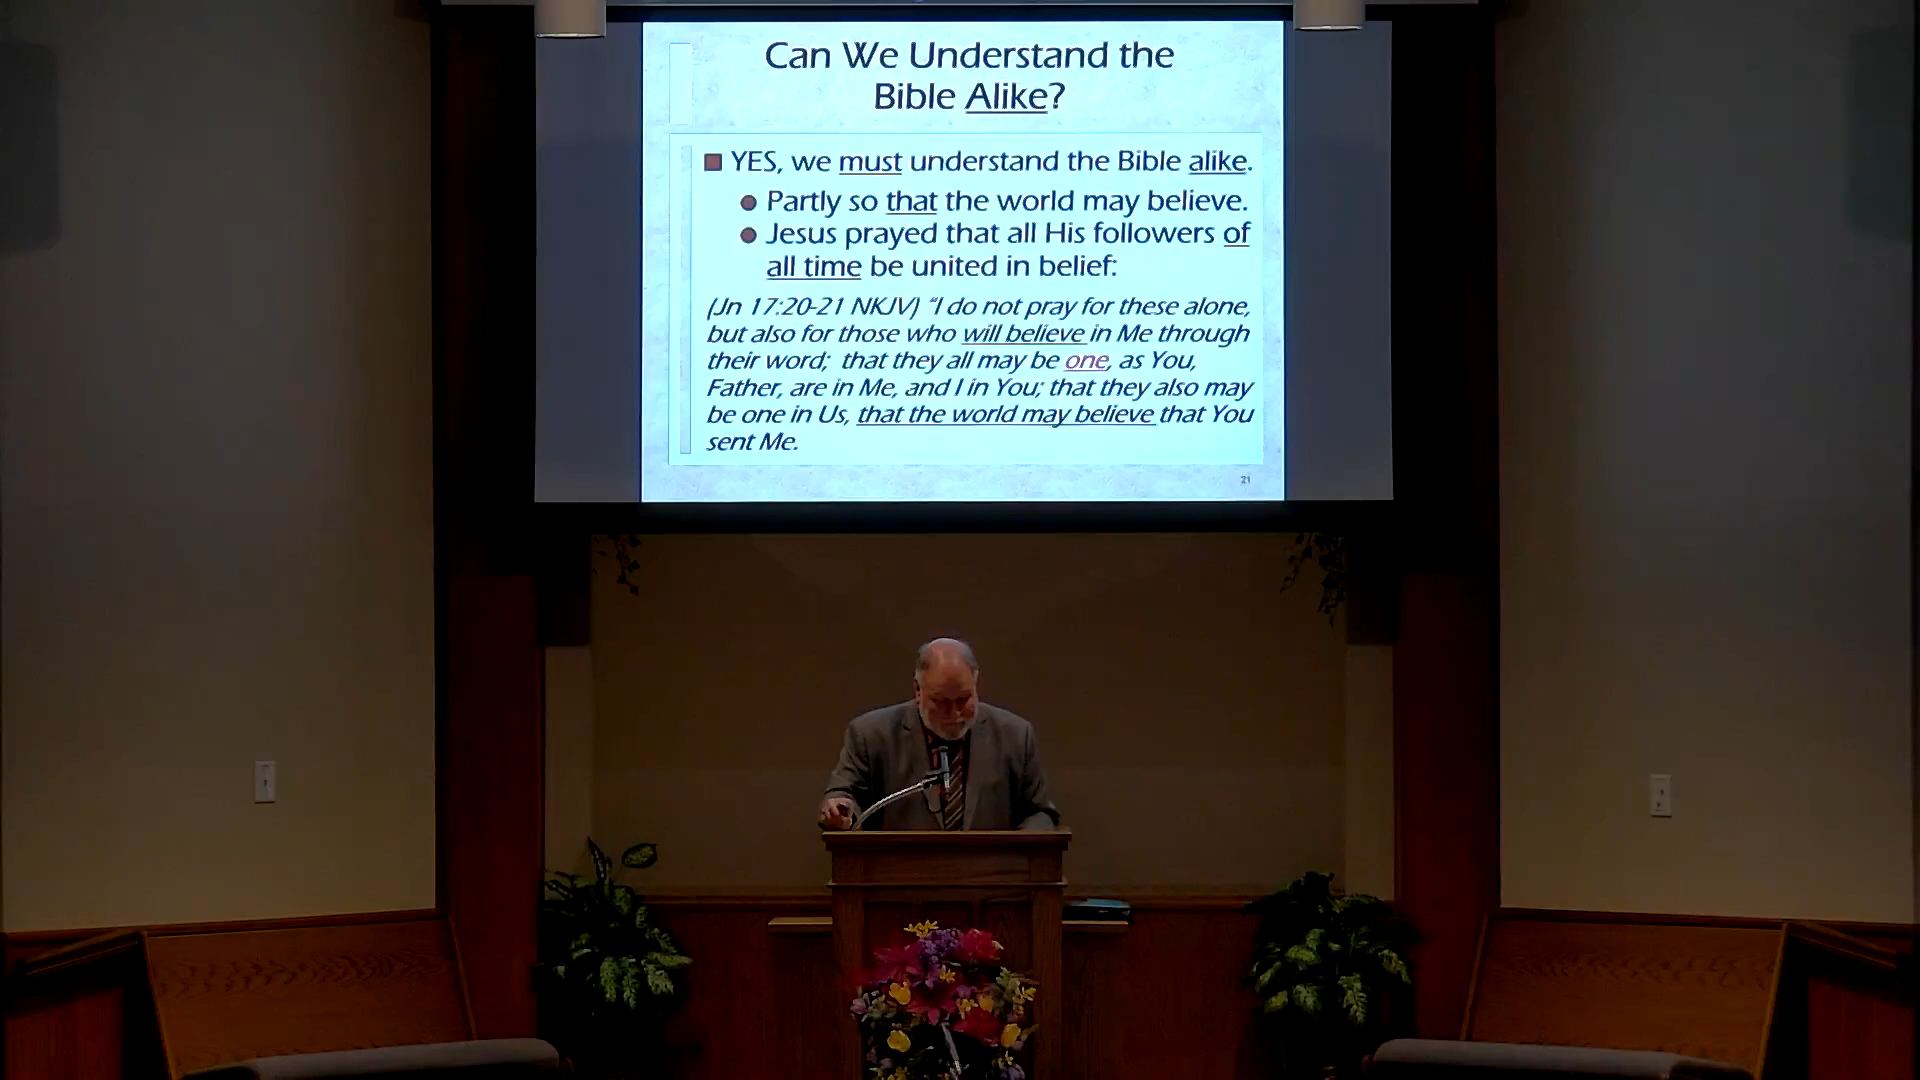 Can We Understand the
Bible Alike?
YES, we must understand the Bible alike.
Partly so that the world may believe.
Jesus prayed that all His followers of
all time be united in belief:
(Jn 17:20-21 NKJV) “I do not pray for these alone,
but also for those who will believe in Me through
their word; that they all may be one, as You,
Father, are in Me, and I in You; that they also may
be one in Us, that the world may believe that You
sent Me.
21